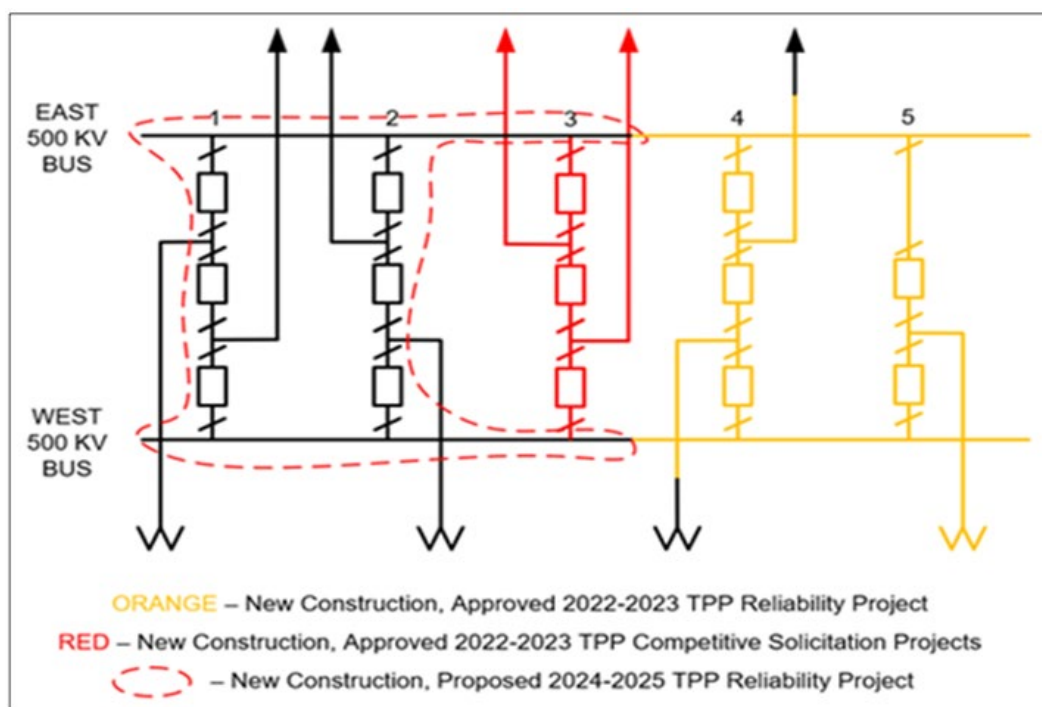 EAST
500 KV
BUS
1 2 3 4 5
WEST
500 KV
BUS
ORANGE – New Construction, Approved 2022-2023 TPP Reliability Project
RED – New Construction, Approved 2022-2023 TPP Competitive Solicitation Projects
– New Construction, Proposed 2024-2025 TPP Reliability Project